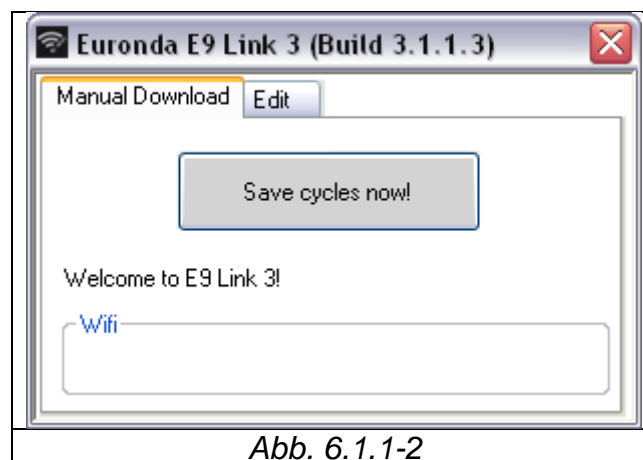 Euronda E9 Link 3 (Build 3.1.1.3)
Manual Download Edit
Save cycles now!
Welcome to E9 Link 3!
Wifi
Abb. 6.1.1-2